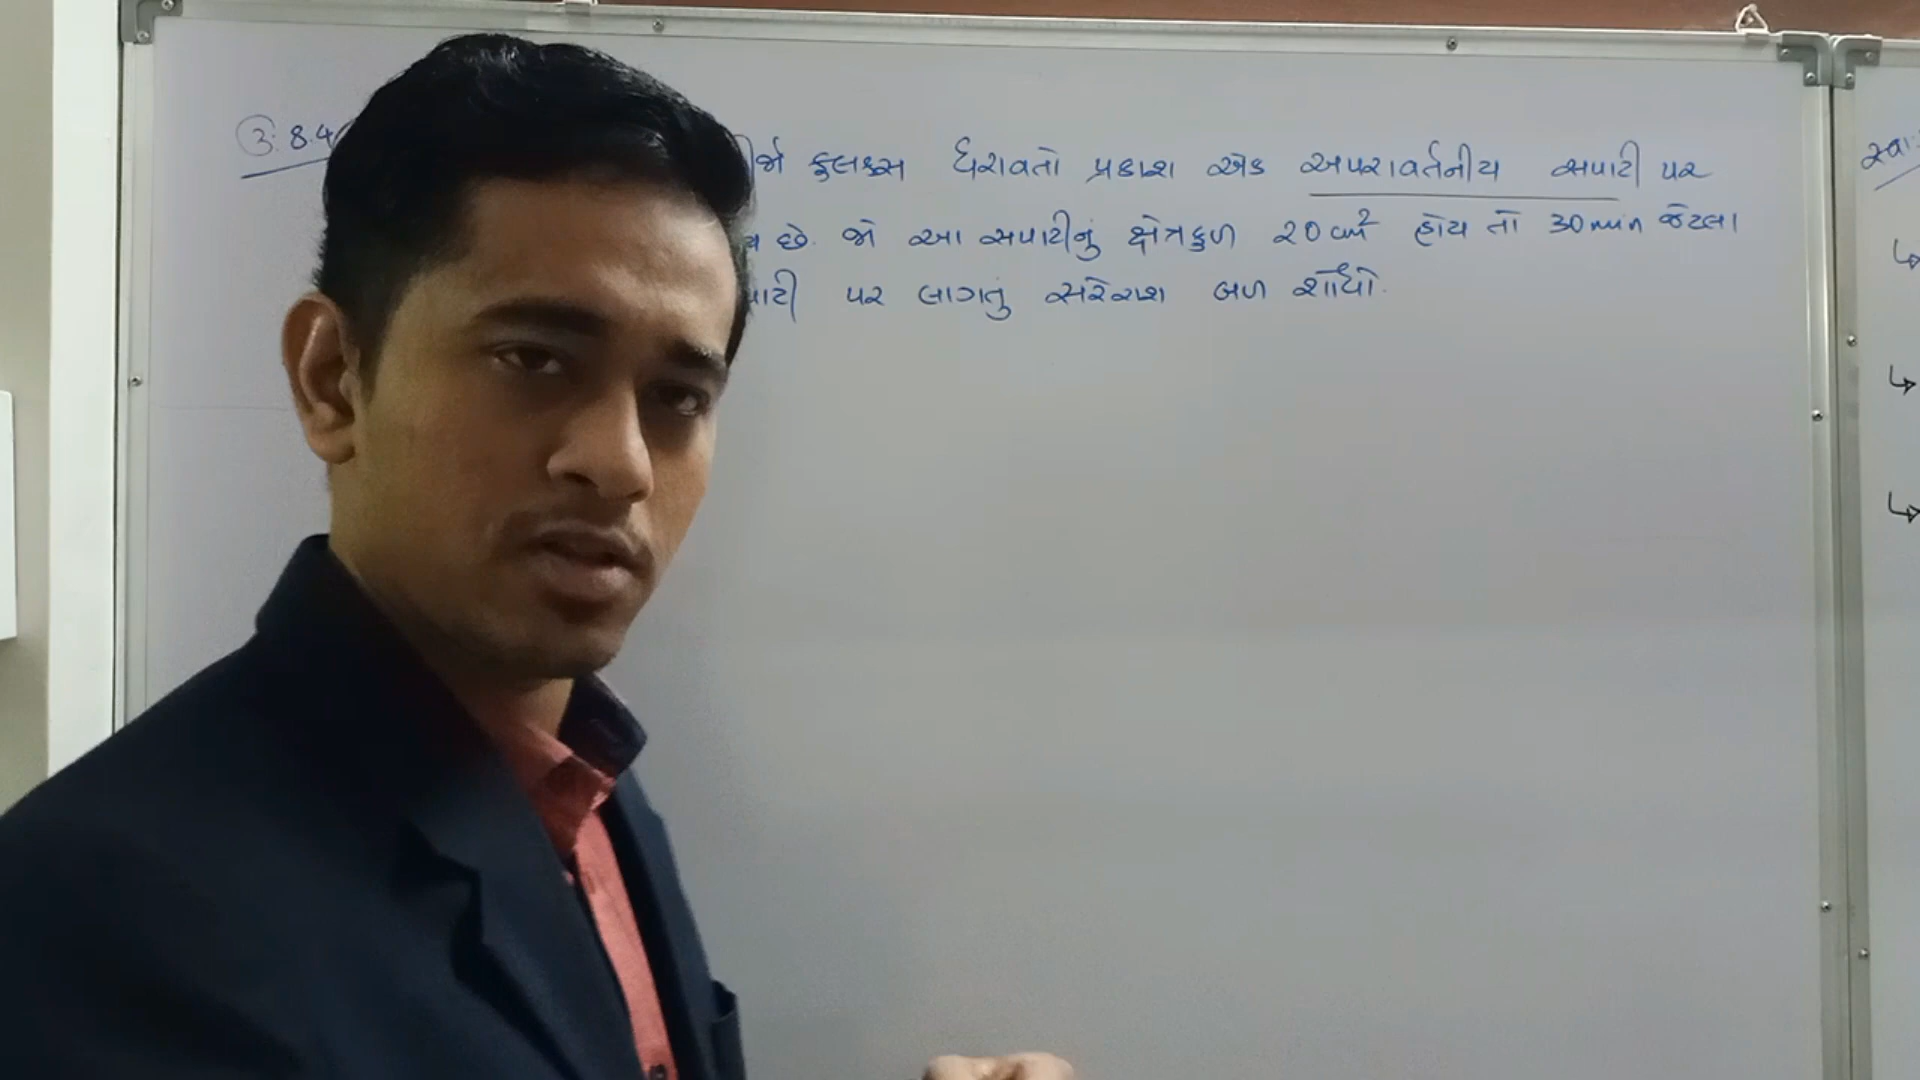 3. 8.4
ર્જા ફલક્સ ધરાવતો પ્રકાશ એક અપરાવર્તનીય સપાટી પર
છે. જો આ સપાટીનું ક્ષેત્રફળ 20 cm² હોય તો 30 min જેટલા
પાટી પર લાગતું સરેરાશ બળ શોધો.